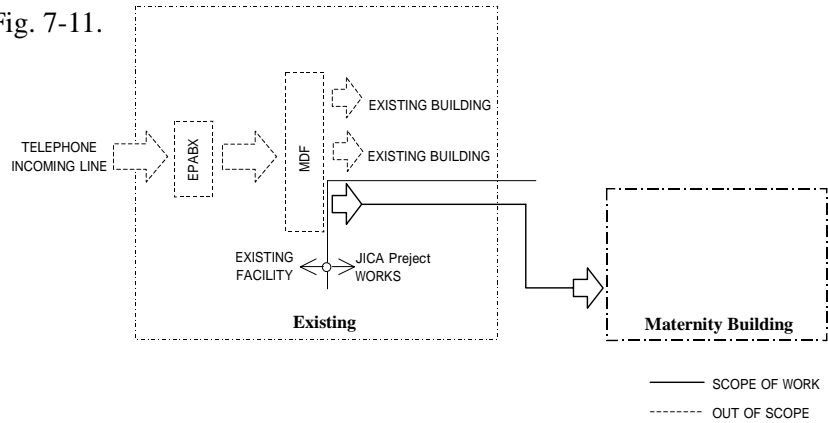 Fig. 7-11.
EXISTING BUILDING
TELEPHONE
INCOMING LINE
EPABX
MDF
EXISTING BUILDING
EXISTING
FACILITY
JICA Preject
WORKS
Existing
Maternity Building
SCOPE OF WORK
OUT OF SCOPE